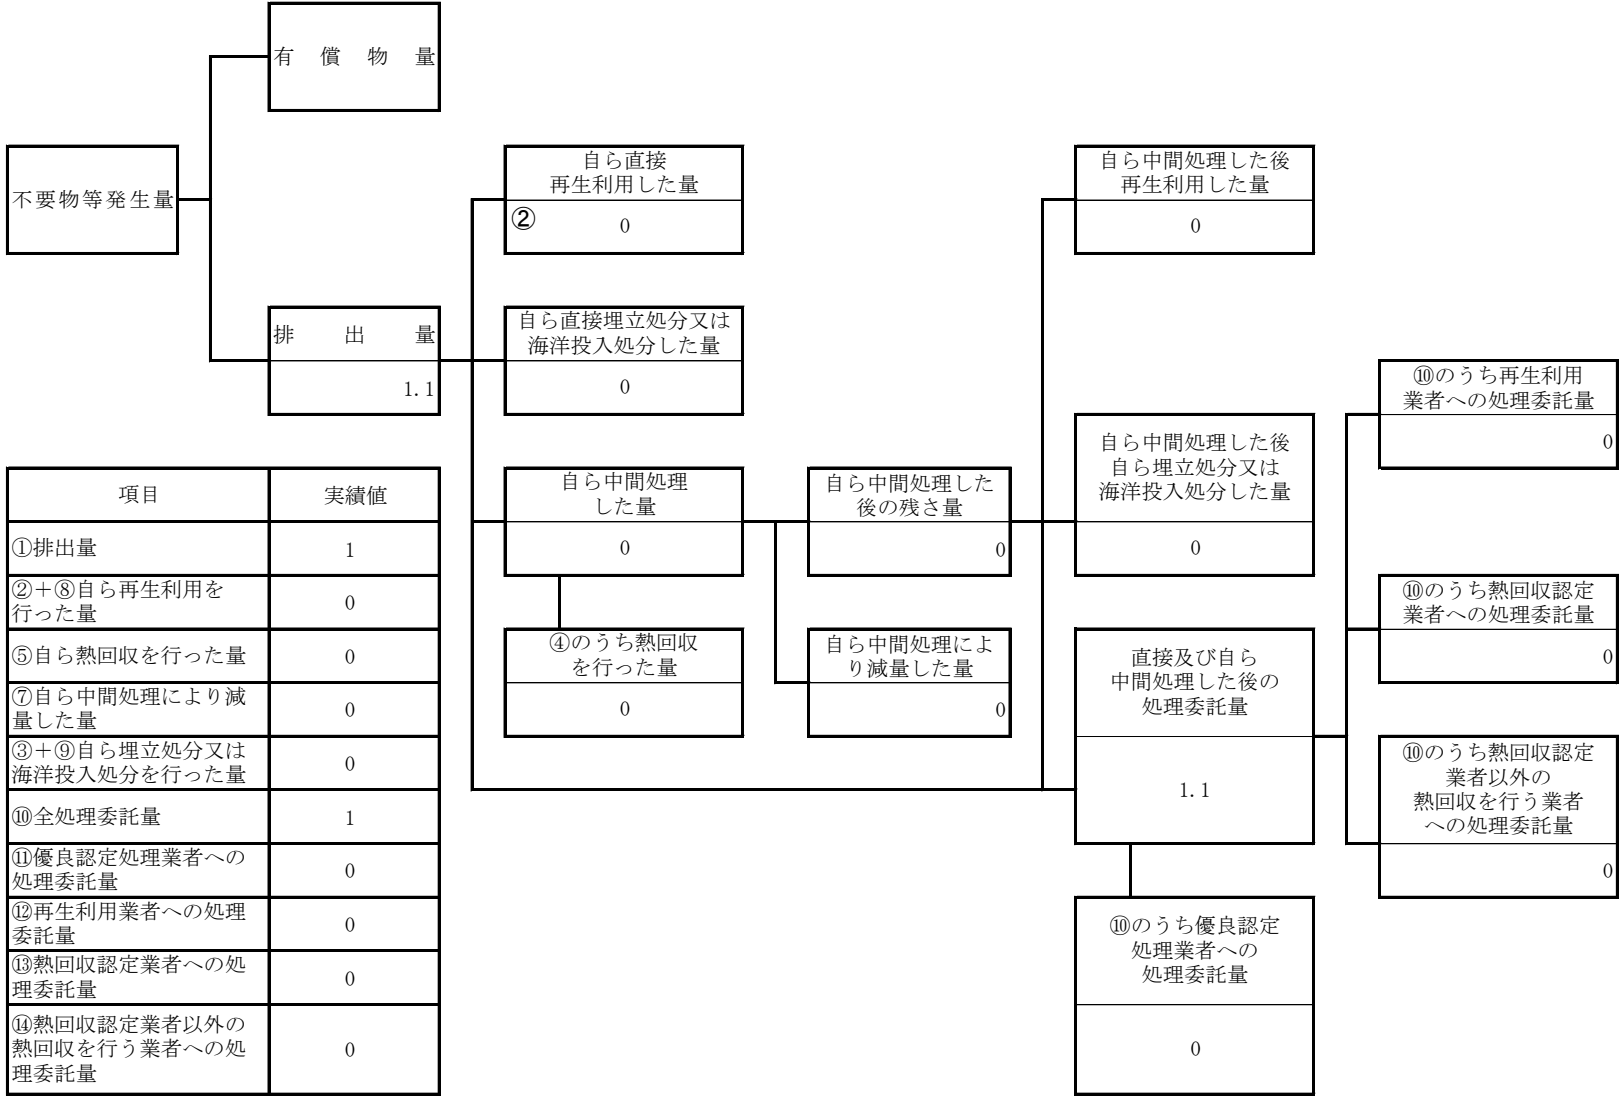 有償物量
不要物等発生量
排出量
1.1
自ら直接
再生利用した量
②
0
自ら直接埋立処分又は
海洋投入処分した量
0
自ら中間処理
した量
0
④のうち熱回収
を行った量
0
自ら中間処理した
後の残さ量
0
自ら中間処理によ
り減量した量
0
自ら中間処理した後
再生利用した量
0
自ら中間処理した後
自ら埋立処分又は
海洋投入処分した量
0
直接及び自ら
中間処理した後の
処理委託量
1.1
⑩のうち優良認定
処理業者への
処理委託量
0
⑩のうち再生利用
業者への処理委託量
0
⑩のうち熱回収認定
業者への処理委託量
0
⑩のうち熱回収認定
業者以外の
熱回収を行う業者
への処理委託量
0
項目 実績値
①排出量 1
②＋⑧自ら再生利用を
行った量
0
⑤自ら熱回収を行った量 0
⑦自ら中間処理により減
量した量
0
③＋⑨自ら埋立処分又は
海洋投入処分を行った量
0
⑩全処理委託量 1
⑪優良認定処理業者への
処理委託量
0
⑫再生利用業者への処理
委託量
0
⑬熱回収認定業者への処
理委託量
0
⑭熱回収認定業者以外の
熱回収を行う業者への処
理委託量
0